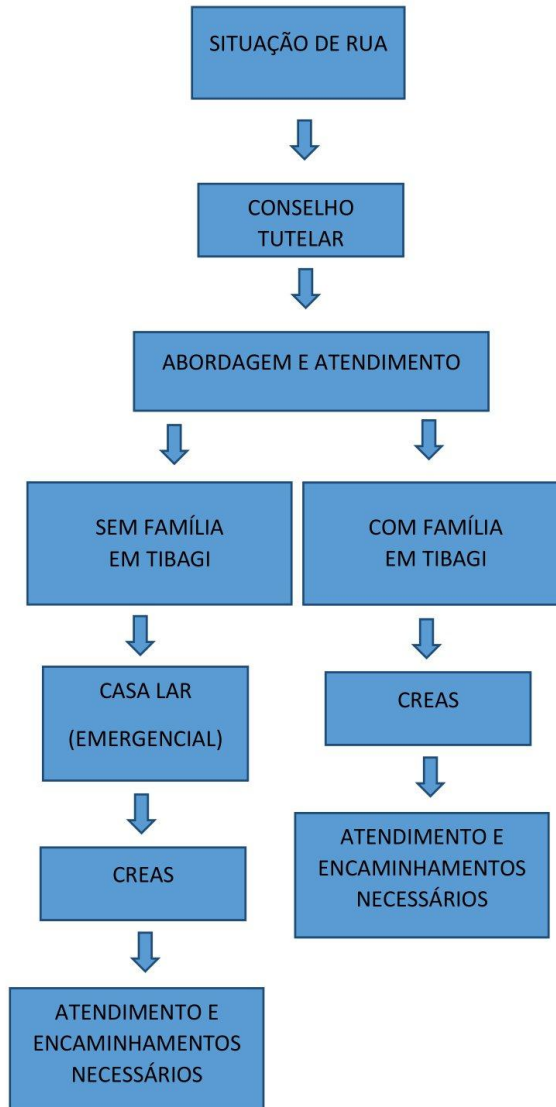 SITUAÇÃO DE RUA
CONSELHO
TUTELAR
ABORDAGEM E ATENDIMENTO
SEM FAMÍLIA
EM TIBAGI
COM FAMÍLIA
EM TIBAGI
CASA LAR
(EMERGENCIAL)
CREAS
CREAS
ATENDIMENTO E
ENCAMINHAMENTOS
NECESSÁRIOS
ATENDIMENTO E
ENCAMINHAMENTOS
NECESSÁRIOS